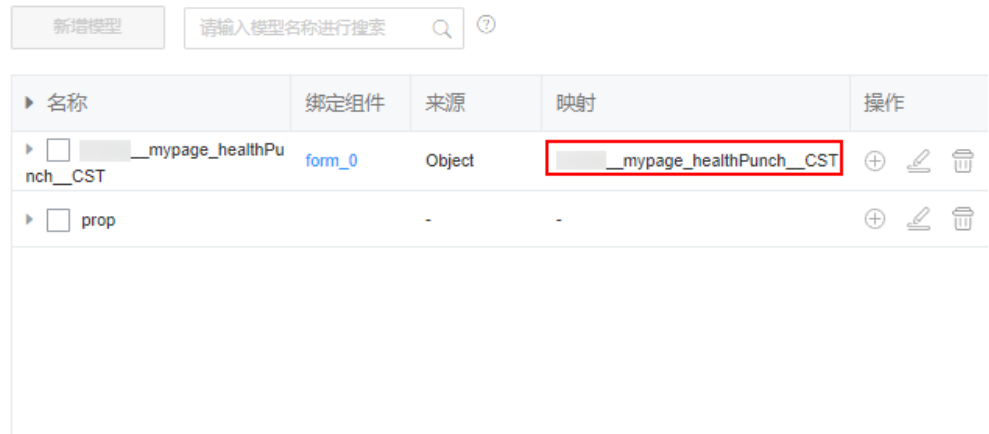 新增模型
请输入模型名称进行搜索
名称 绑定组件 来源 映射 操作
__mypage_healthPu form_0 Object __mypage_healthPunch__CST
nch__CST
prop - -